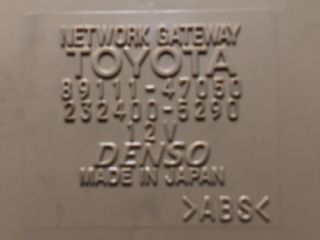 NETWORK GATEWAY
TOYOTA
89111-47050
232400-5290
12V
DENSO
MADE IN JAPAN
>ABS<